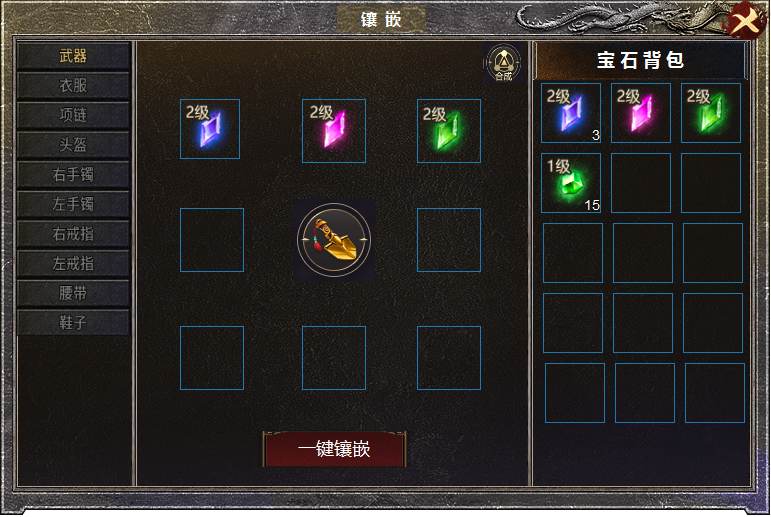 镶嵌
武器
衣服
项链
头盔
右手镯
左手镯
右戒指
左戒指
腰带
鞋子
合成
2级
2级
2级
一键镶嵌
宝石背包
2级
3
2级
2级
1级
15